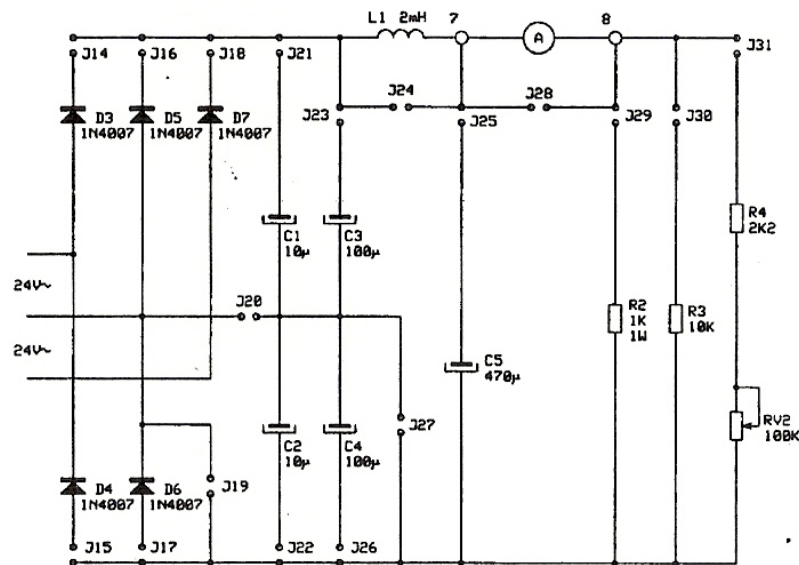 L1 2mH
7
A
8
J14
J16
J18
J21
J31
J24
J28
J23
J25
J29
J30
D3
1N4007
D5
1N4007
D7
1N4007
R4
2K2
C1
10μ
C3
100μ
24V~
J20
R2
1K
1W
R3
10K
24V~
C5
470μ
J27
RV2
100K
C2
10μ
C4
100μ
J19
D4
1N4007
D6
1N4007
J15
J17
J22
J26